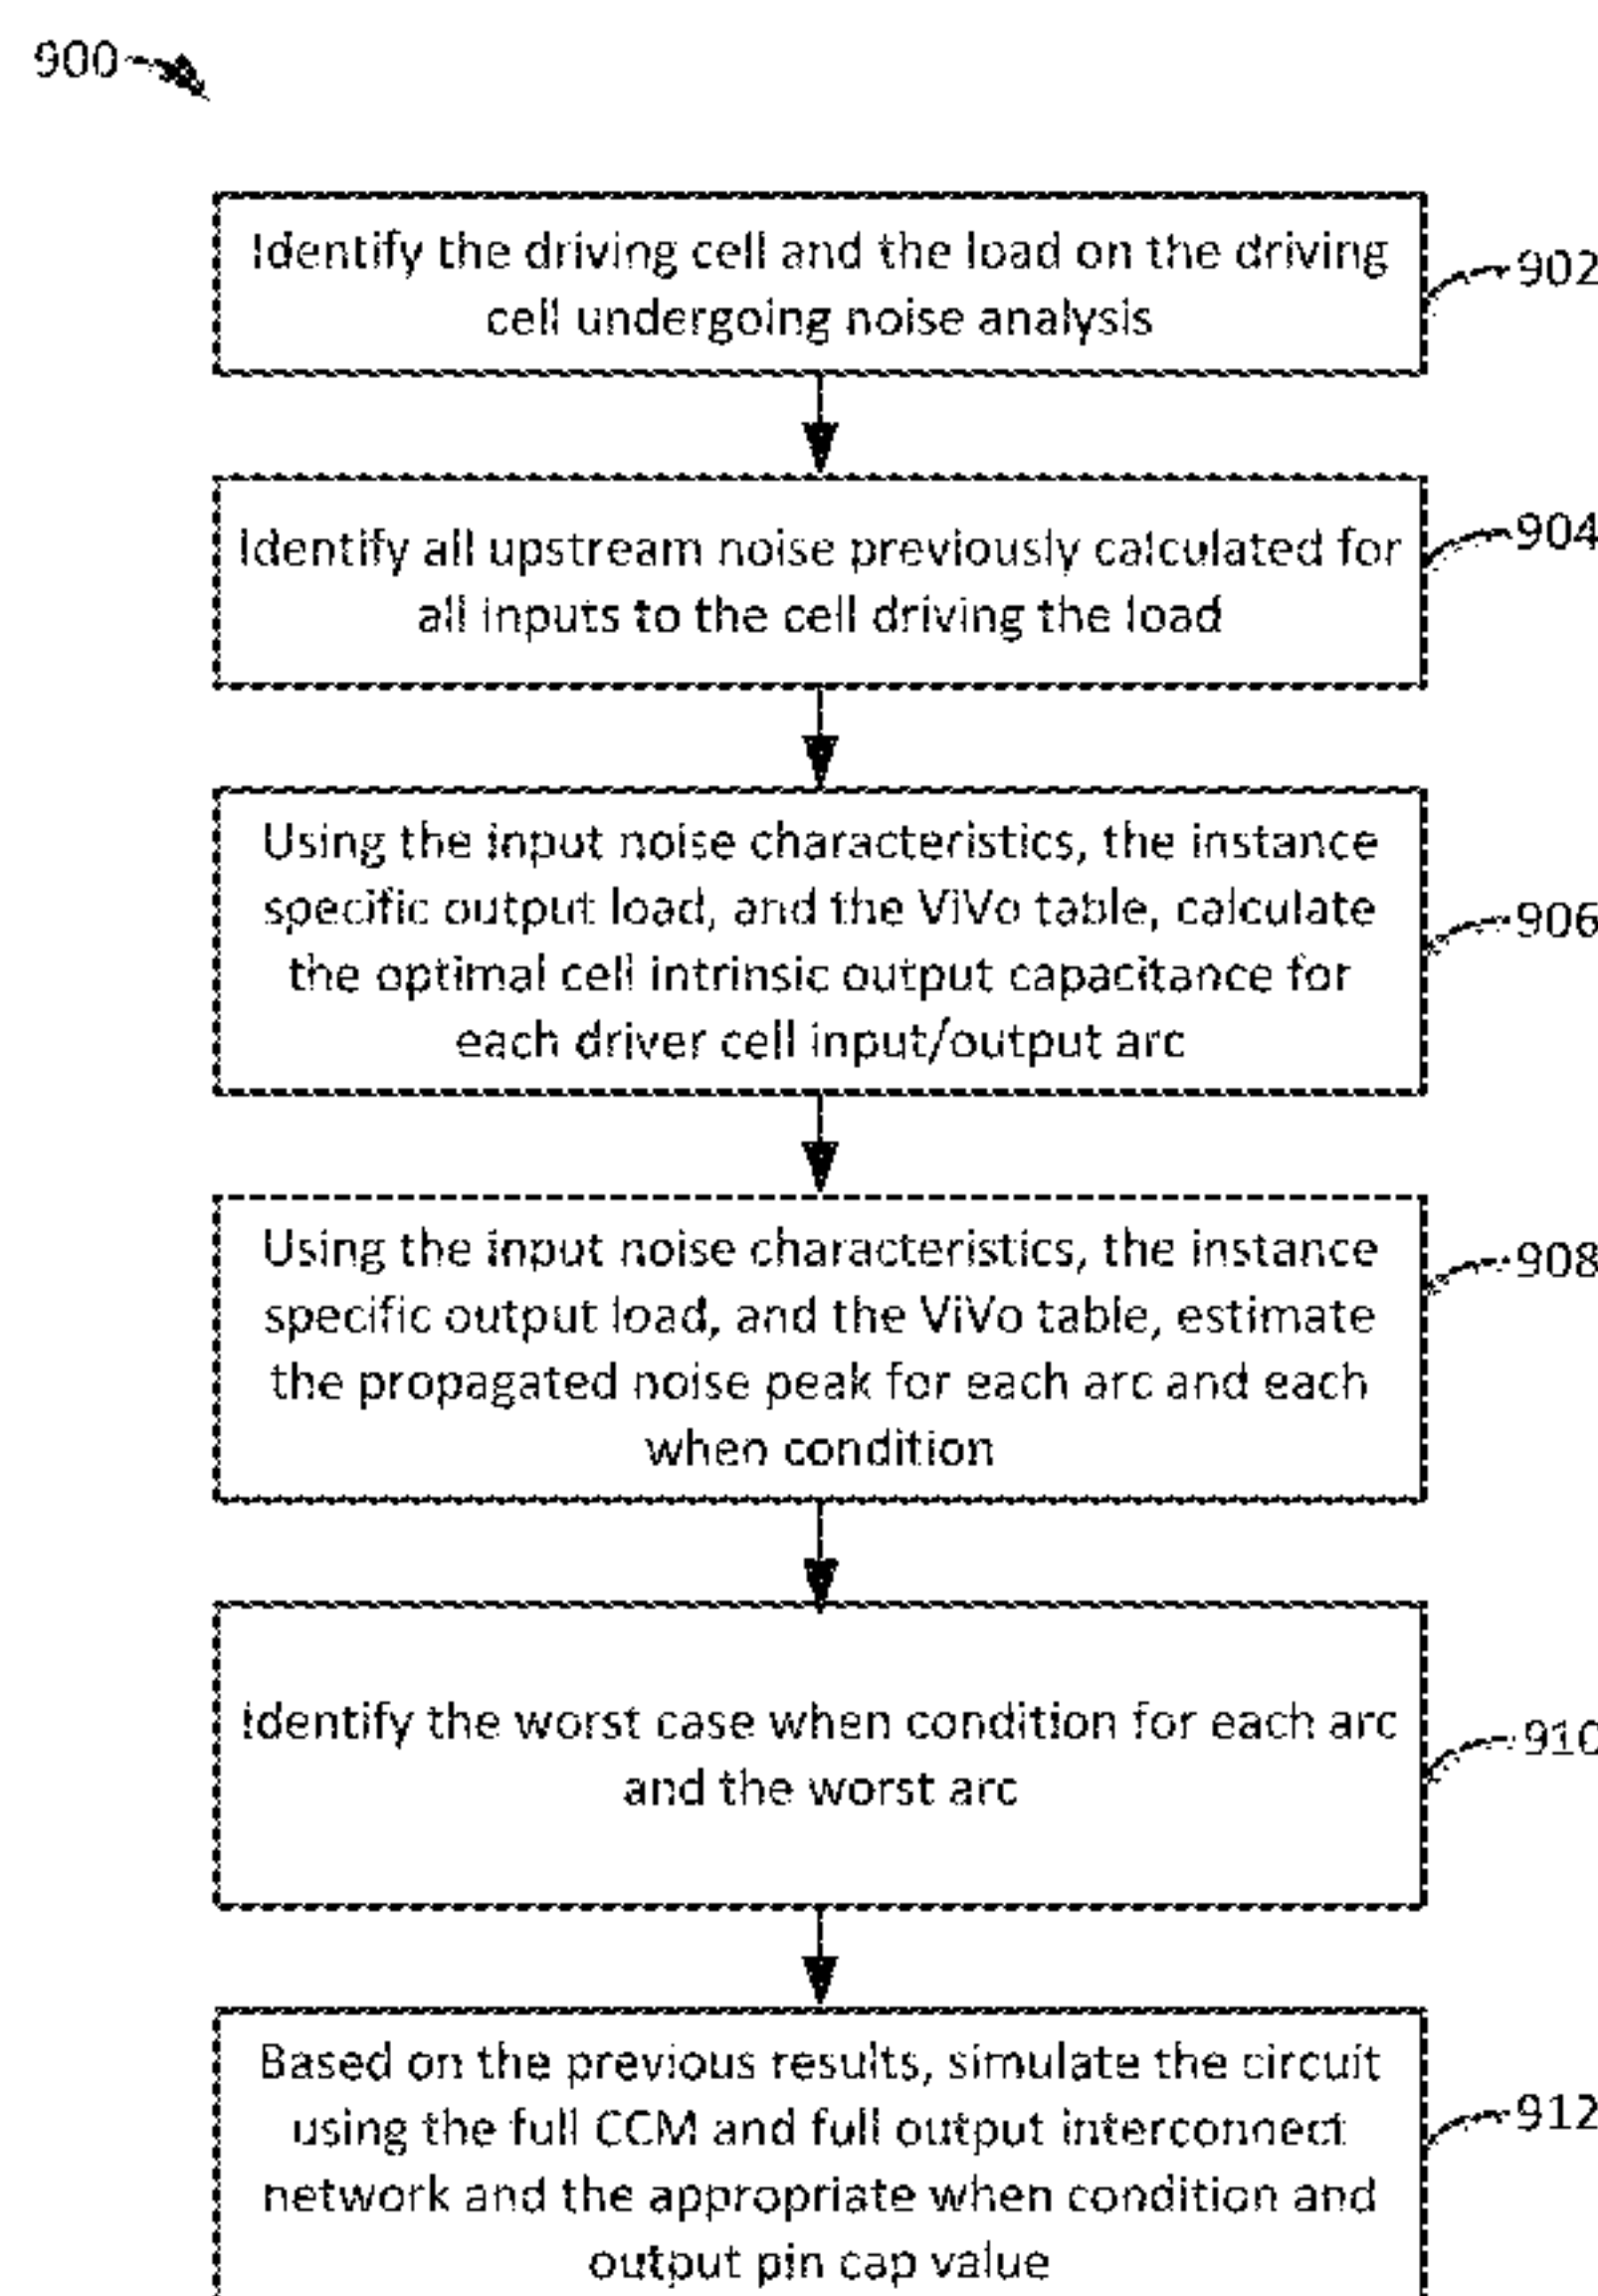 900
Identify the driving cell and the load on the driving
cell undergoing noise analysis
902
Identify all upstream noise previously calculated for
all inputs to the cell driving the load
904
Using the input noise characteristics, the instance
specific output load, and the ViVo table, calculate
the optimal cell intrinsic output capacitance for
each driver cell input/output arc
906
Using the input noise characteristics, the instance
specific output load, and the ViVo table, estimate
the propagated noise peak for each arc and each
when condition
908
Identify the worst case when condition for each arc
and the worst arc
910
Based on the previous results, simulate the circuit
using the full CCM and full output interconnect
network and the appropriate when condition and
output pin cap value
912